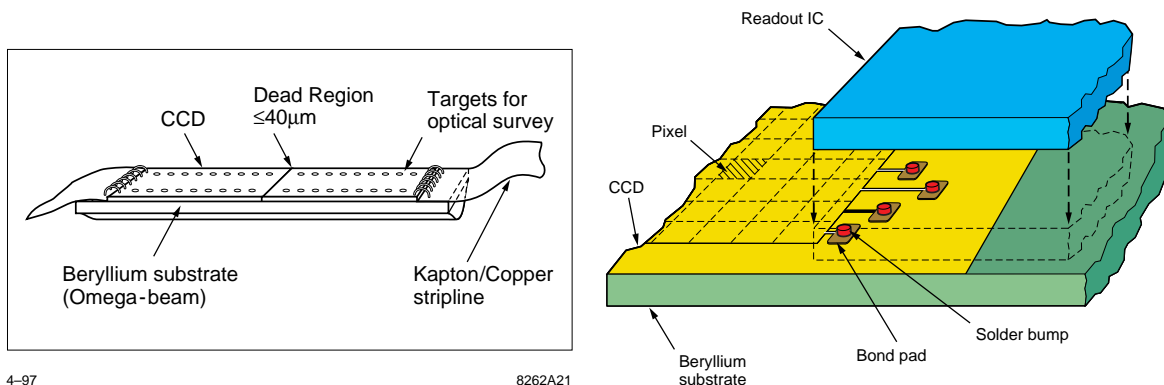 CCD
Dead Region
≤40μm
Targets for
optical survey
Beryllium substrate
(Omega-beam)
Kapton/Copper
stripline
4–97
8262A21
Readout IC
Pixel
CCD
Solder bump
Bond pad
Beryllium
substrate